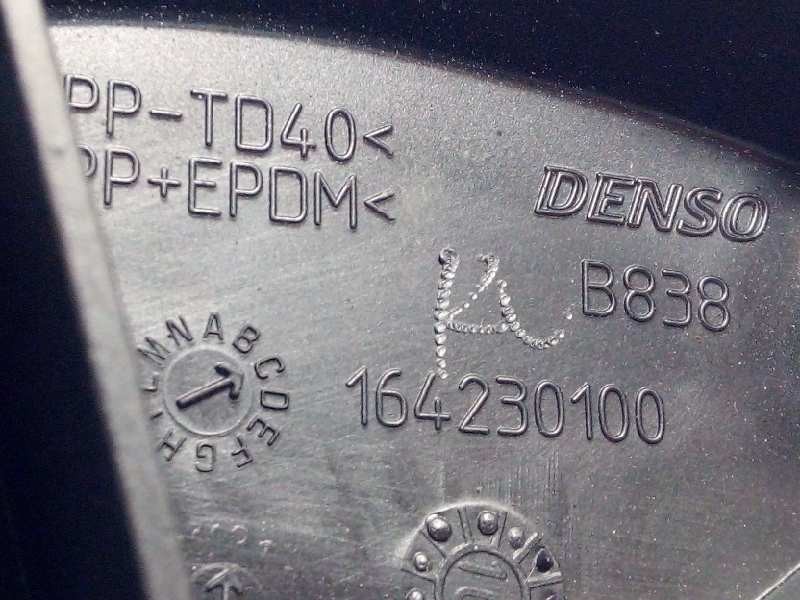 PP-TD40<
PP+EPDM<
DENSO
B838
164230100
A B C D E F G H I L M N